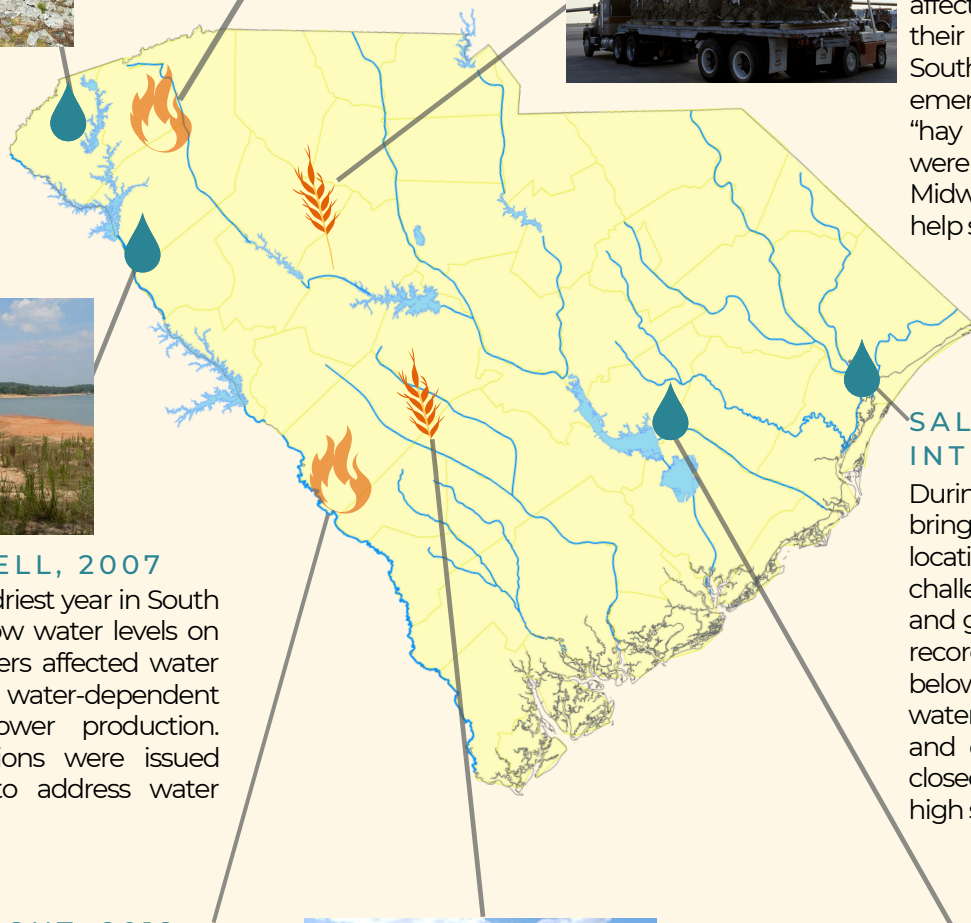 affect
their
South
emer
"hay
were
Midw
help s
ELL, 2007
driest year in South
ow water levels on
ers affected water
water-dependent
ower production.
ions were issued
to address water
SAL
INT
Durin
bring
locati
challe
and g
recor
below
water
and
closed
high s